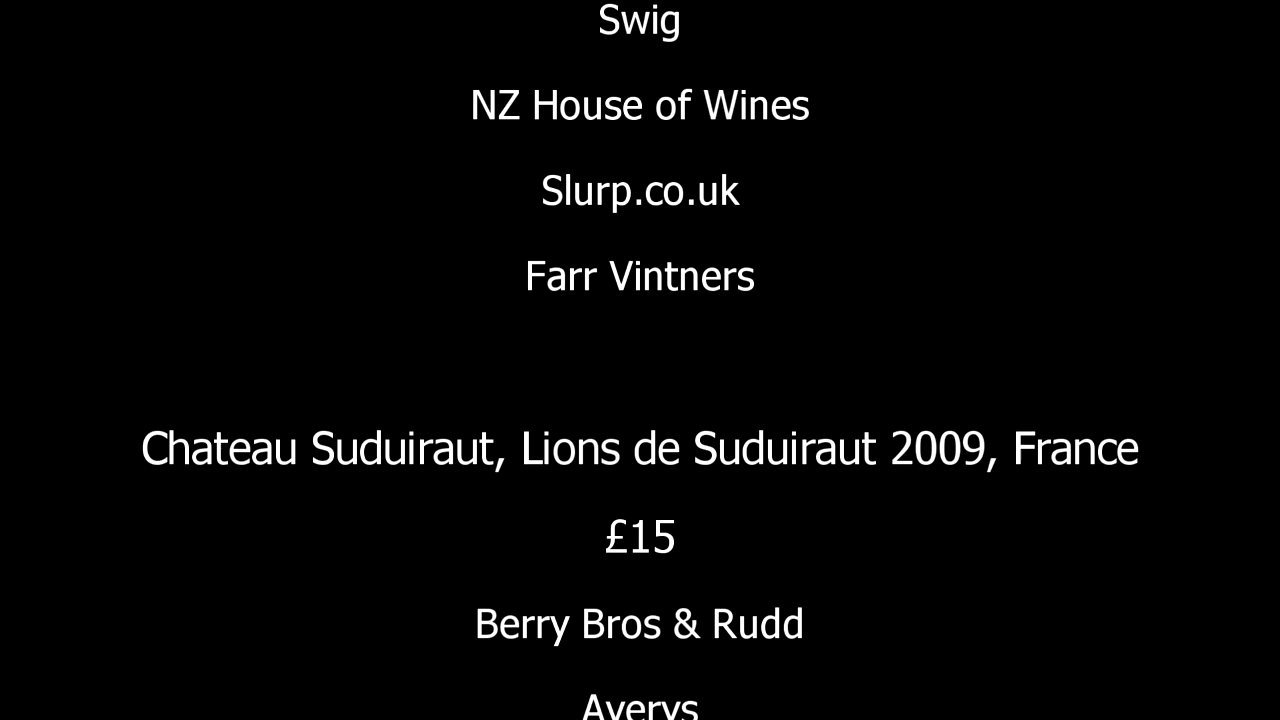 Swig
NZ House of Wines
Slurp.co.uk
Farr Vintners
Chateau Suduiraut, Lions de Suduiraut 2009, France
£15
Berry Bros & Rudd
Averys